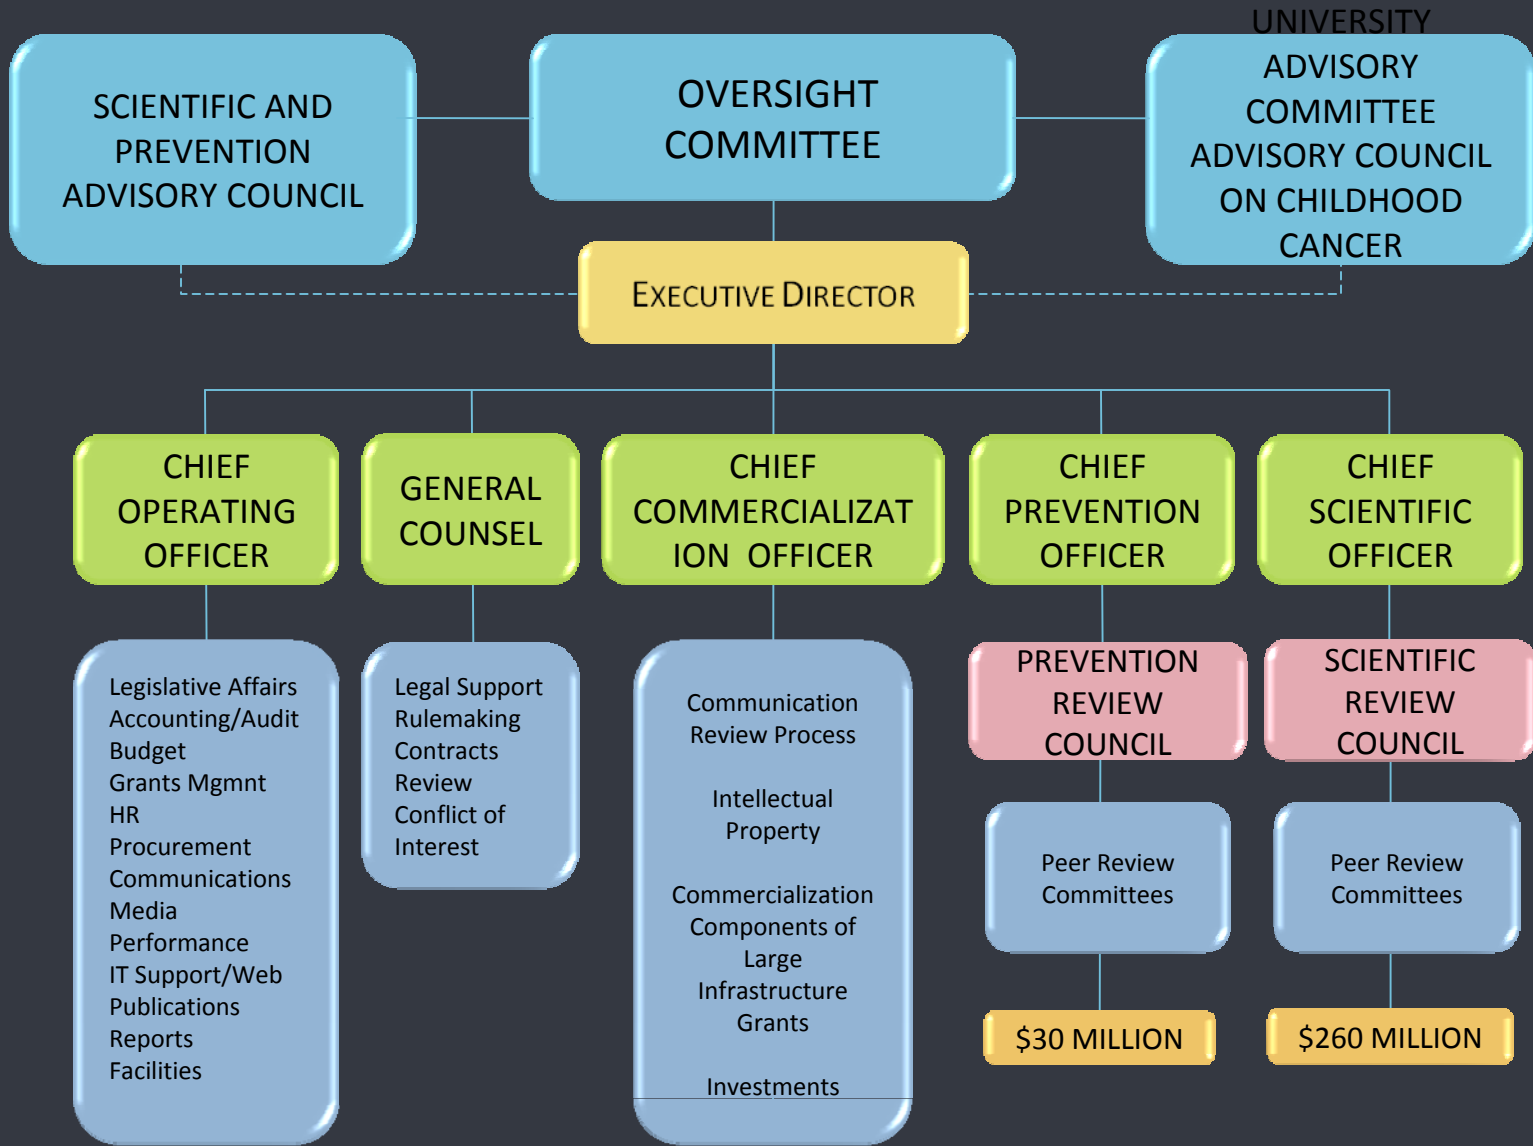 SCIENTIFIC AND
PREVENTION
ADVISORY COUNCIL
OVERSIGHT
COMMITTEE
UNIVERSITY
ADVISORY
COMMITTEE
ADVISORY COUNCIL
ON CHILDHOOD
CANCER
EXECUTIVE DIRECTOR
CHIEF
OPERATING
OFFICER
GENERAL
COUNSEL
CHIEF
COMMERCIALIZAT
ION OFFICER
CHIEF
PREVENTION
OFFICER
CHIEF
SCIENTIFIC
OFFICER
Legislative Affairs
Accounting/Audit
Budget
Grants Mgmnt
HR
Procurement
Communications
Media
Performance
IT Support/Web
Publications
Reports
Facilities
Legal Support
Rulemaking
Contracts
Review
Conflict of
Interest
Communication
Review Process
Intellectual
Property
Commercialization
Components of
Large
Infrastructure
Grants
Investments
PREVENTION
REVIEW
COUNCIL
Peer Review
Committees
$30 MILLION
SCIENTIFIC
REVIEW
COUNCIL
Peer Review
Committees
$260 MILLION